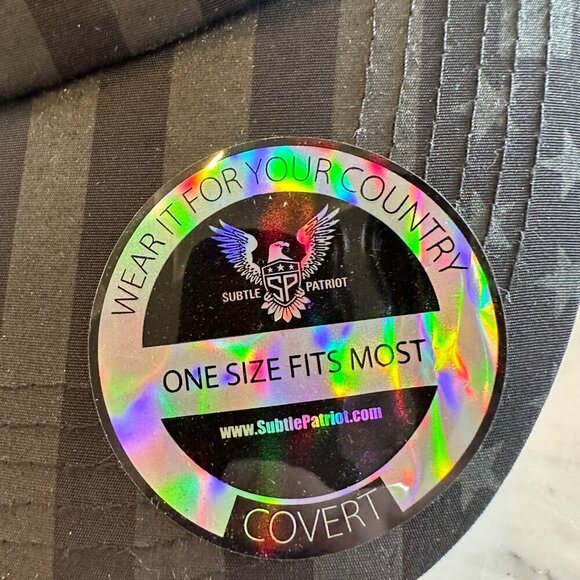 WEAR IT FOR YOUR COUNTRY
SP
SUBTLE PATRIOT
ONE SIZE FITS MOST
www.SubtlePatriot.com
COVERT